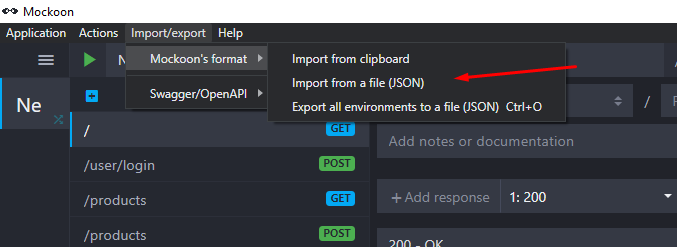 Mockoon
Application Actions Import/export Help
Mockoon's format
Swagger/OpenAPI
Import from clipboard
Import from a file (JSON)
Export all environments to a file (JSON) Ctrl+O
Ne
/ GET
/user/login POST
/products GET
/products POST
/
Add notes or documentation
+ Add response 1: 200
200 - OK